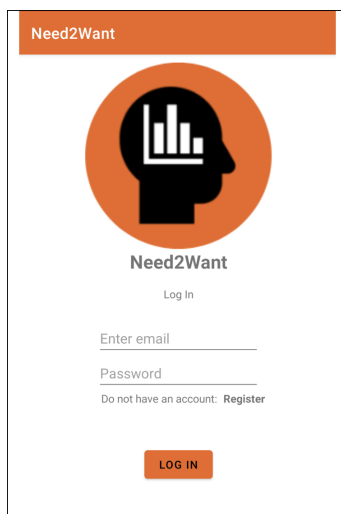 Need2Want
Need2Want
Log In
Enter email
Password
Do not have an account: Register
LOG IN